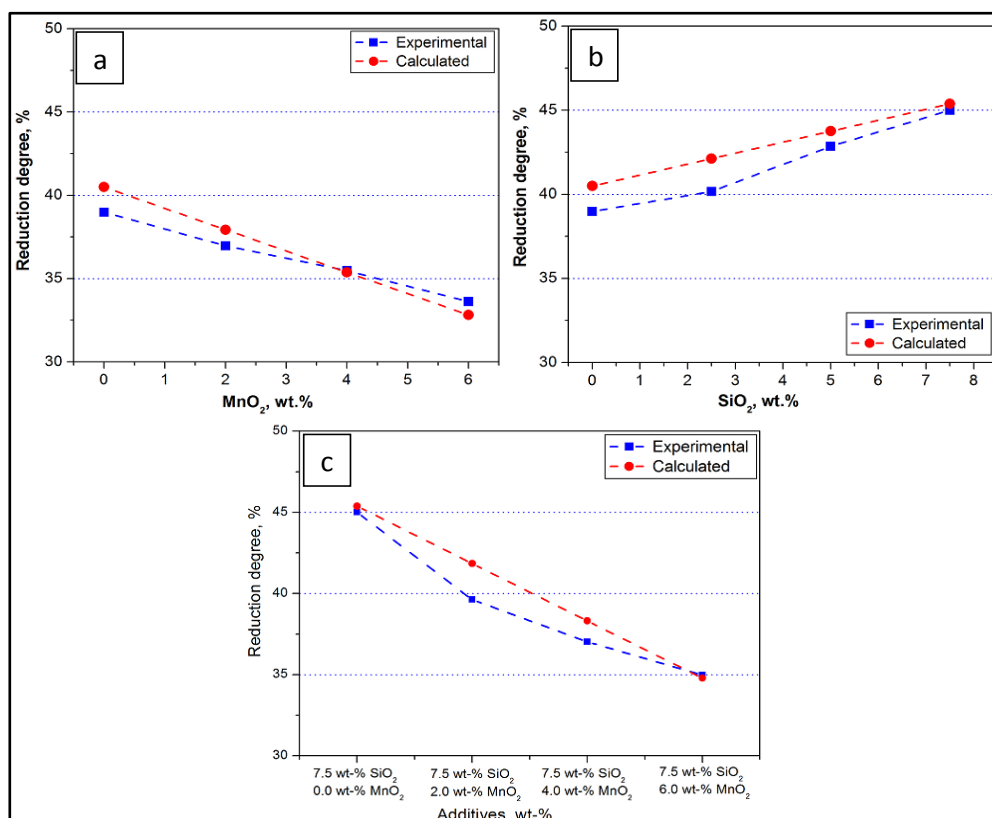 a
Experimental
Calculated
Reduction degree, %
50
45
40
35
30
0 1 2 3 4 5 6
MnO₂, wt.%
b
Experimental
Calculated
Reduction degree, %
50
45
40
35
30
0 1 2 3 4 5 6 7 8
SiO₂, wt.%
c
Experimental
Calculated
Reduction degree, %
50
45
40
35
30
7.5 wt-% SiO₂ 7.5 wt-% SiO₂ 7.5 wt-% SiO₂ 7.5 wt-% SiO₂
0.0 wt-% MnO₂ 2.0 wt-% MnO₂ 4.0 wt-% MnO₂ 6.0 wt-% MnO₂
Additives, wt-%